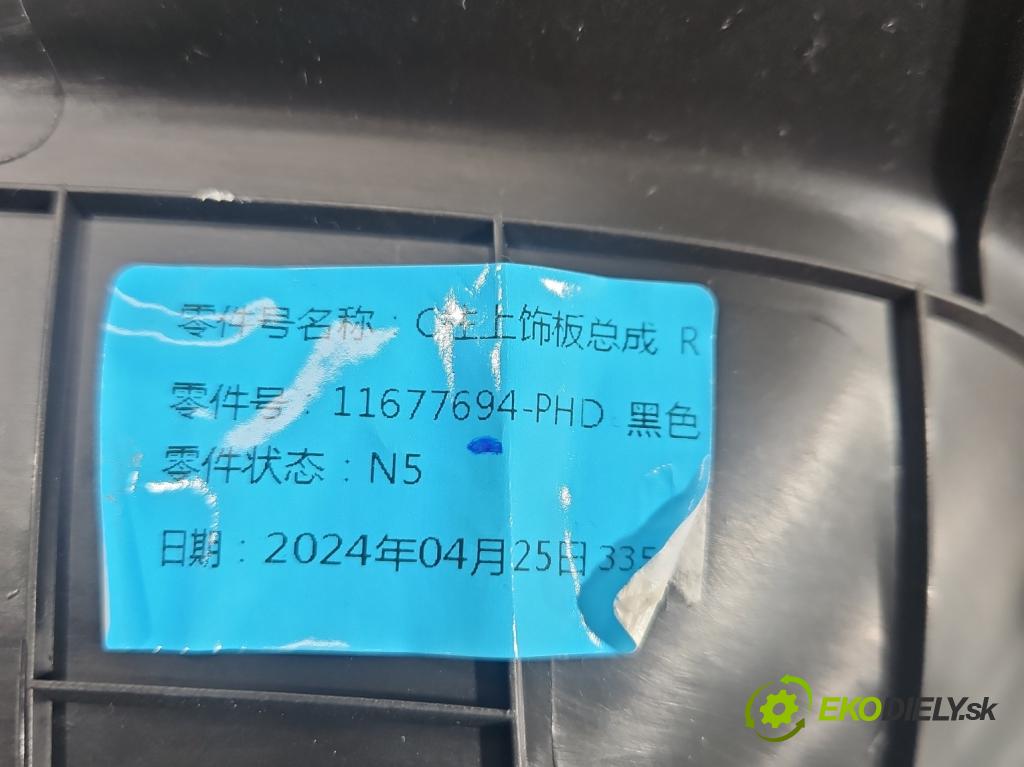 零件号名称：C柱上饰板总成 R
零件号：11677694-PHD 黑色
零件状态：N5
日期：2024年04月25日 335
EKODIELY.sk